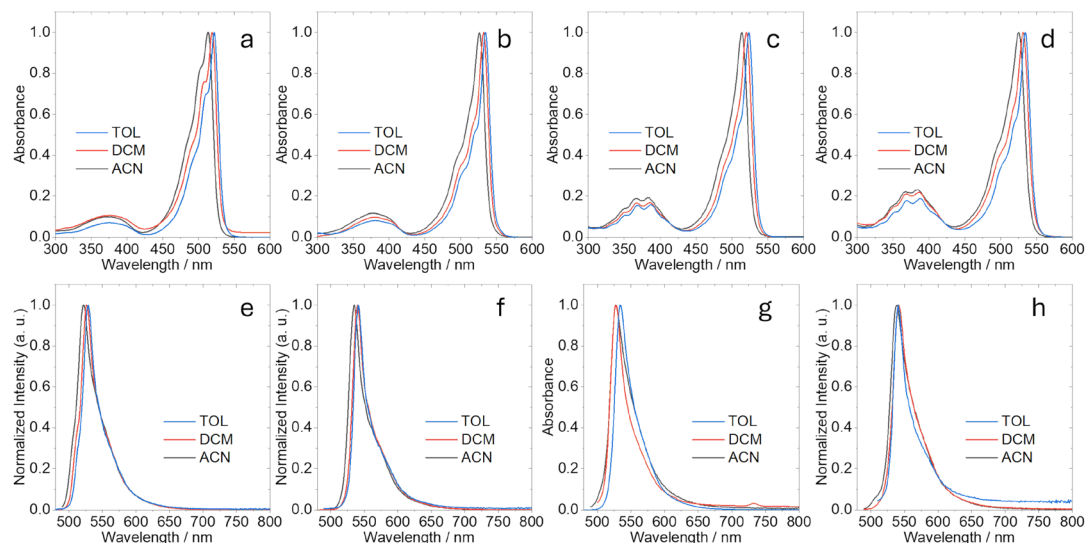 a
1.0
0.8
0.6
0.4
0.2
0.0
Absorbance
TOL
DCM
ACN
300 350 400 450 500 550 600
Wavelength / nm
b
1.0
0.8
0.6
0.4
0.2
0.0
Absorbance
TOL
DCM
ACN
300 350 400 450 500 550 600
Wavelength / nm
c
1.0
0.8
0.6
0.4
0.2
0.0
Absorbance
TOL
DCM
ACN
300 350 400 450 500 550 600
Wavelength / nm
d
1.0
0.8
0.6
0.4
0.2
0.0
Absorbance
TOL
DCM
ACN
300 350 400 450 500 550 600
Wavelength / nm
e
1.0
0.8
0.6
0.4
0.2
0.0
Normalized Intensity (a. u.)
TOL
DCM
ACN
500 550 600 650 700 750 800
Wavelength / nm
f
1.0
0.8
0.6
0.4
0.2
0.0
Normalized Intensity (a. u.)
TOL
DCM
ACN
500 550 600 650 700 750 800
Wavelength / nm
g
1.0
0.8
0.6
0.4
0.2
0.0
Absorbance
TOL
DCM
ACN
500 550 600 650 700 750 800
Wavelength / nm
h
1.0
0.8
0.6
0.4
0.2
0.0
Normalized Intensity (a. u.)
TOL
DCM
ACN
500 550 600 650 700 750 800
Wavelength / nm